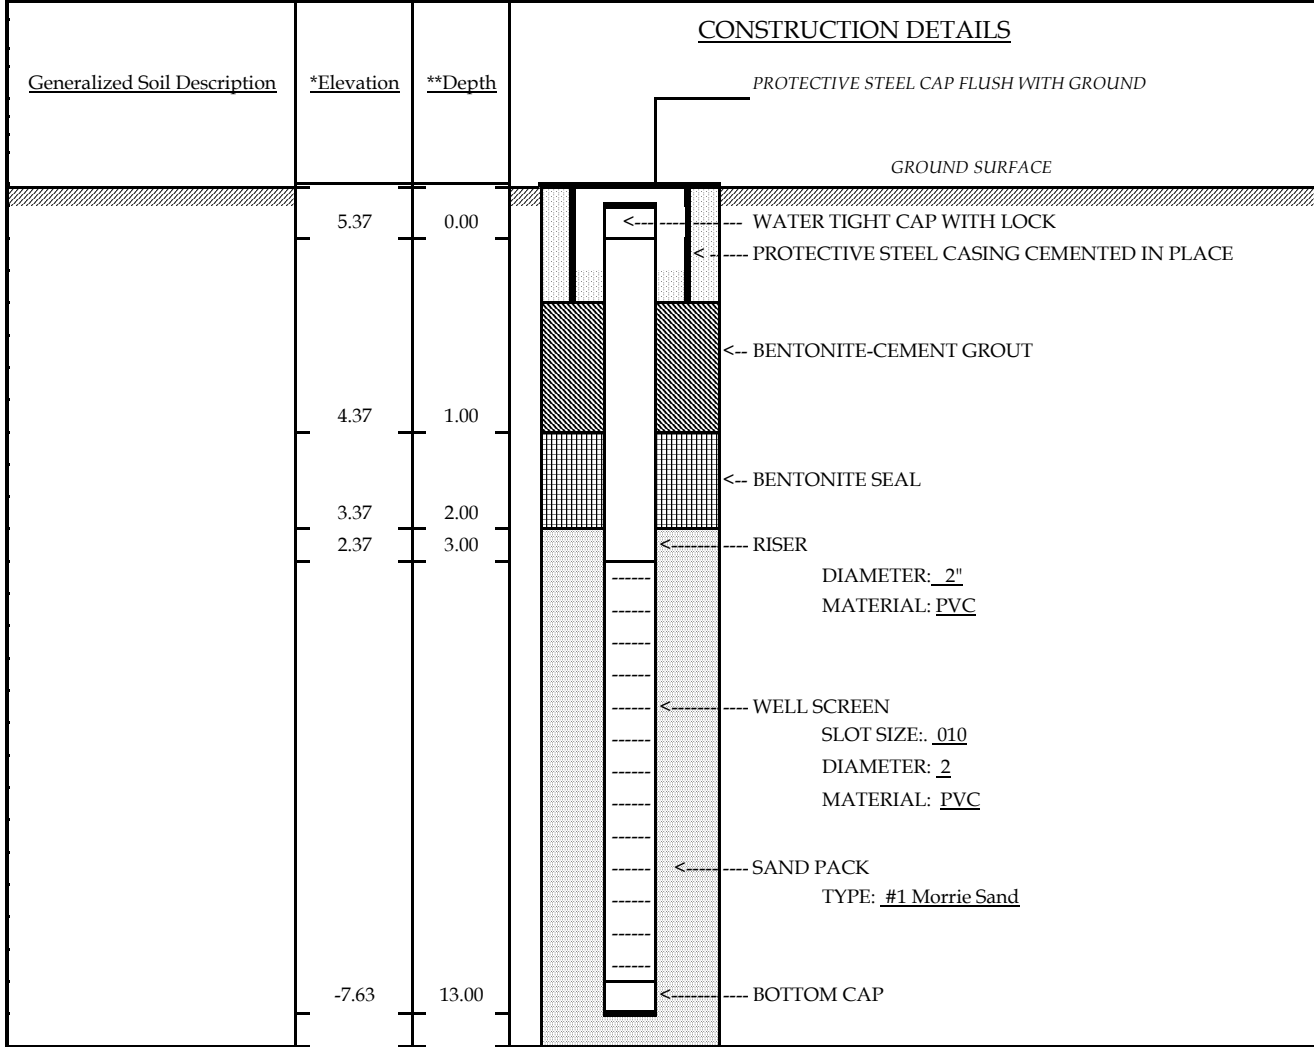 CONSTRUCTION DETAILS
Generalized Soil Description *Elevation **Depth PROTECTIVE STEEL CAP FLUSH WITH GROUND
GROUND SURFACE
5.37 0.00 <---------- WATER TIGHT CAP WITH LOCK
< ----- PROTECTIVE STEEL CASING CEMENTED IN PLACE
<-- BENTONITE-CEMENT GROUT
4.37 1.00
<-- BENTONITE SEAL
3.37 2.00
2.37 3.00 <---------- RISER
DIAMETER: 2"
MATERIAL: PVC
<---------- WELL SCREEN
SLOT SIZE:. 010
DIAMETER: 2
MATERIAL: PVC
<---------- SAND PACK
TYPE: #1 Morrie Sand
-7.63 13.00 <---------- BOTTOM CAP